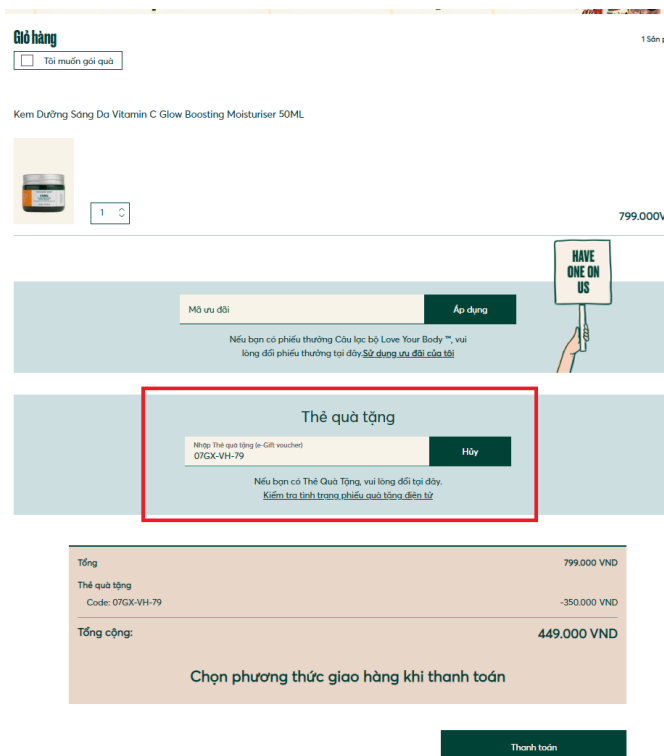 Giỏ hàng
1 Sản
Tôi muốn gói quà
Kem Dưỡng Sáng Da Vitamin C Glow Boosting Moisturiser 50ML
1
799.000V
HAVE
ONE ON
US
Mã ưu đãi
Áp dụng
Nếu bạn có phiếu thưởng Câu lạc bộ Love Your Body ™, vui
lòng đổi phiếu thưởng tại đây.Sử dụng ưu đãi của tôi
Thẻ quà tặng
Nhập Thẻ quà tặng (e-Gift voucher)
07GX-VH-79
Hủy
Nếu bạn có Thẻ Quà Tặng, vui lòng đổi tại đây.
Kiểm tra tình trạng phiếu quà tặng điện tử
Tổng
799.000 VND
Thẻ quà tặng
Code: 07GX-VH-79
-350.000 VND
Tổng cộng:
449.000 VND
Chọn phương thức giao hàng khi thanh toán
Thanh toán